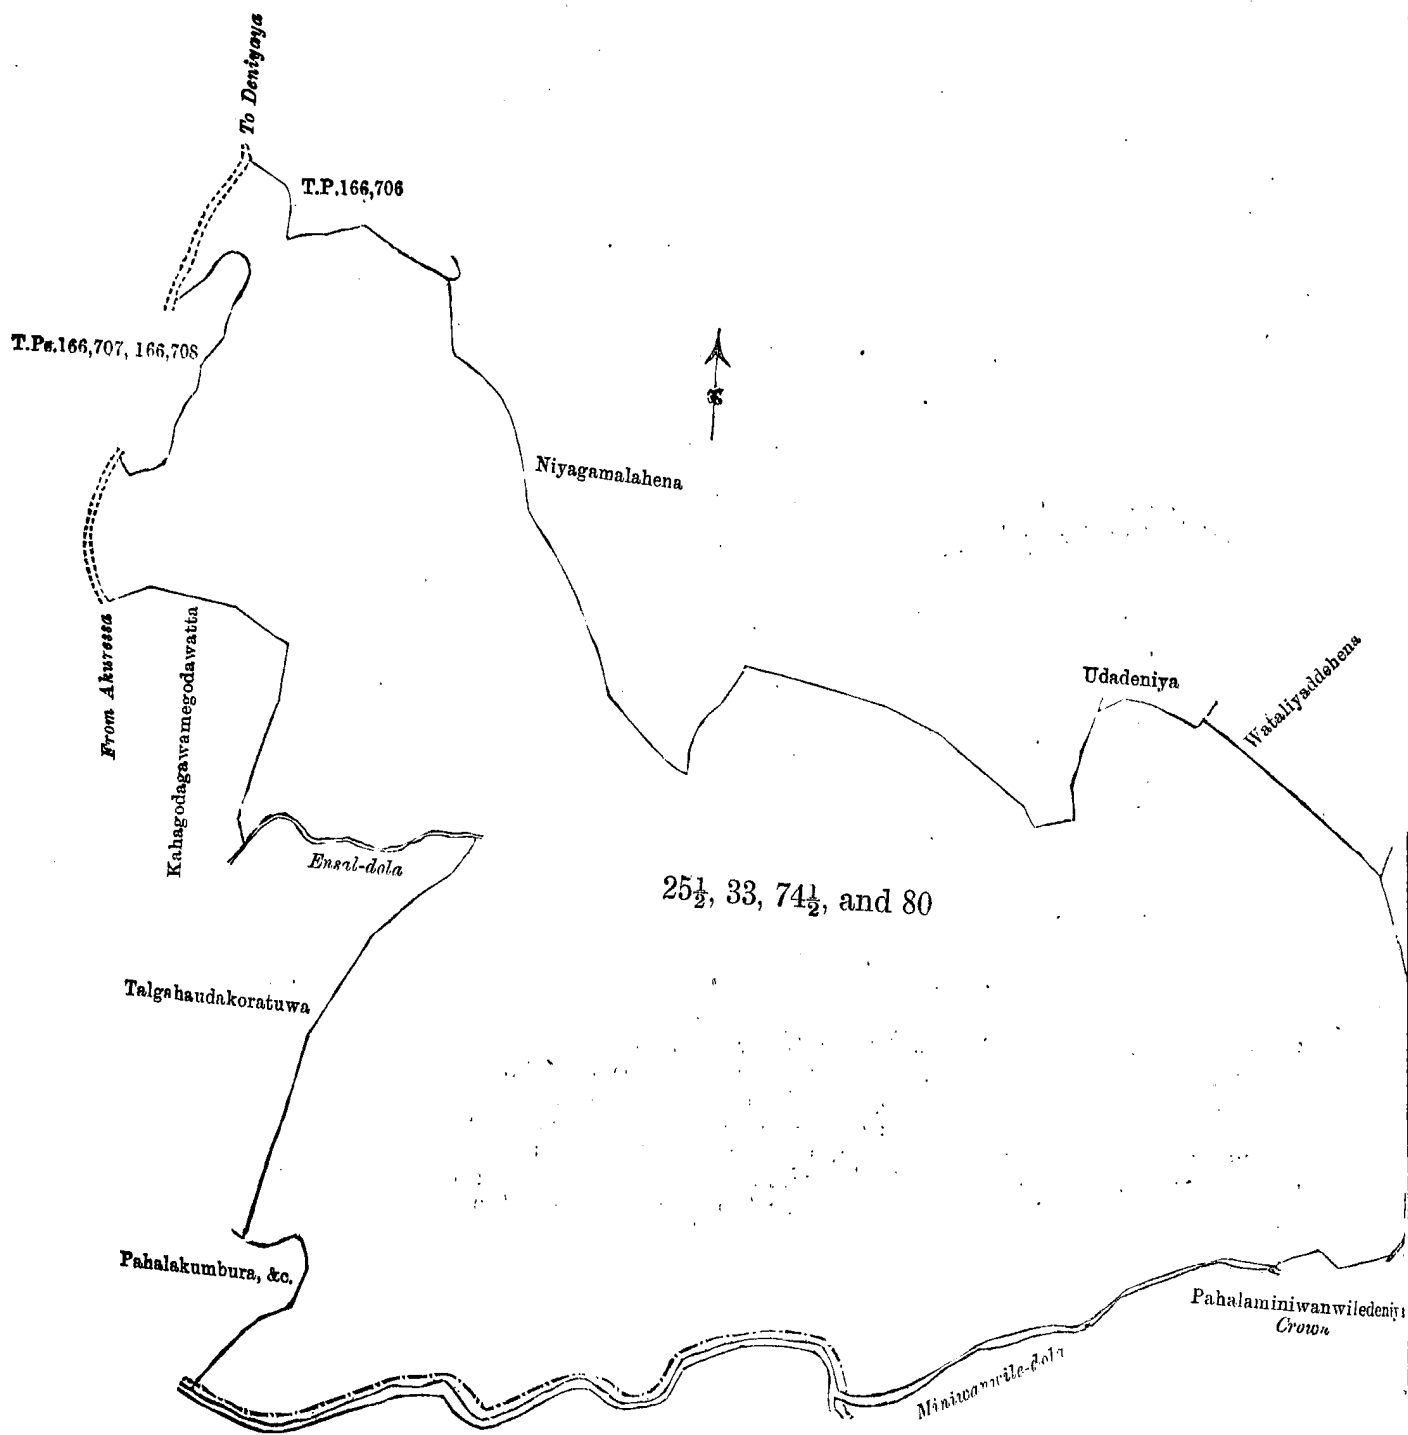 To Deniyaya
T.P.166,706
T.Ps.166,707, 166,708
Niyagamalahena
From Akuressa
Kahagodagawamegodawatta
Udadeniya
Wataliyaddehena
Ensal-dola
25½, 33, 74½, and 80
Talgahaudakoratuwa
Pahalakumbura, &c.
Pahalaminiwanwiledeniya
Crown
Miniwanwile-dola